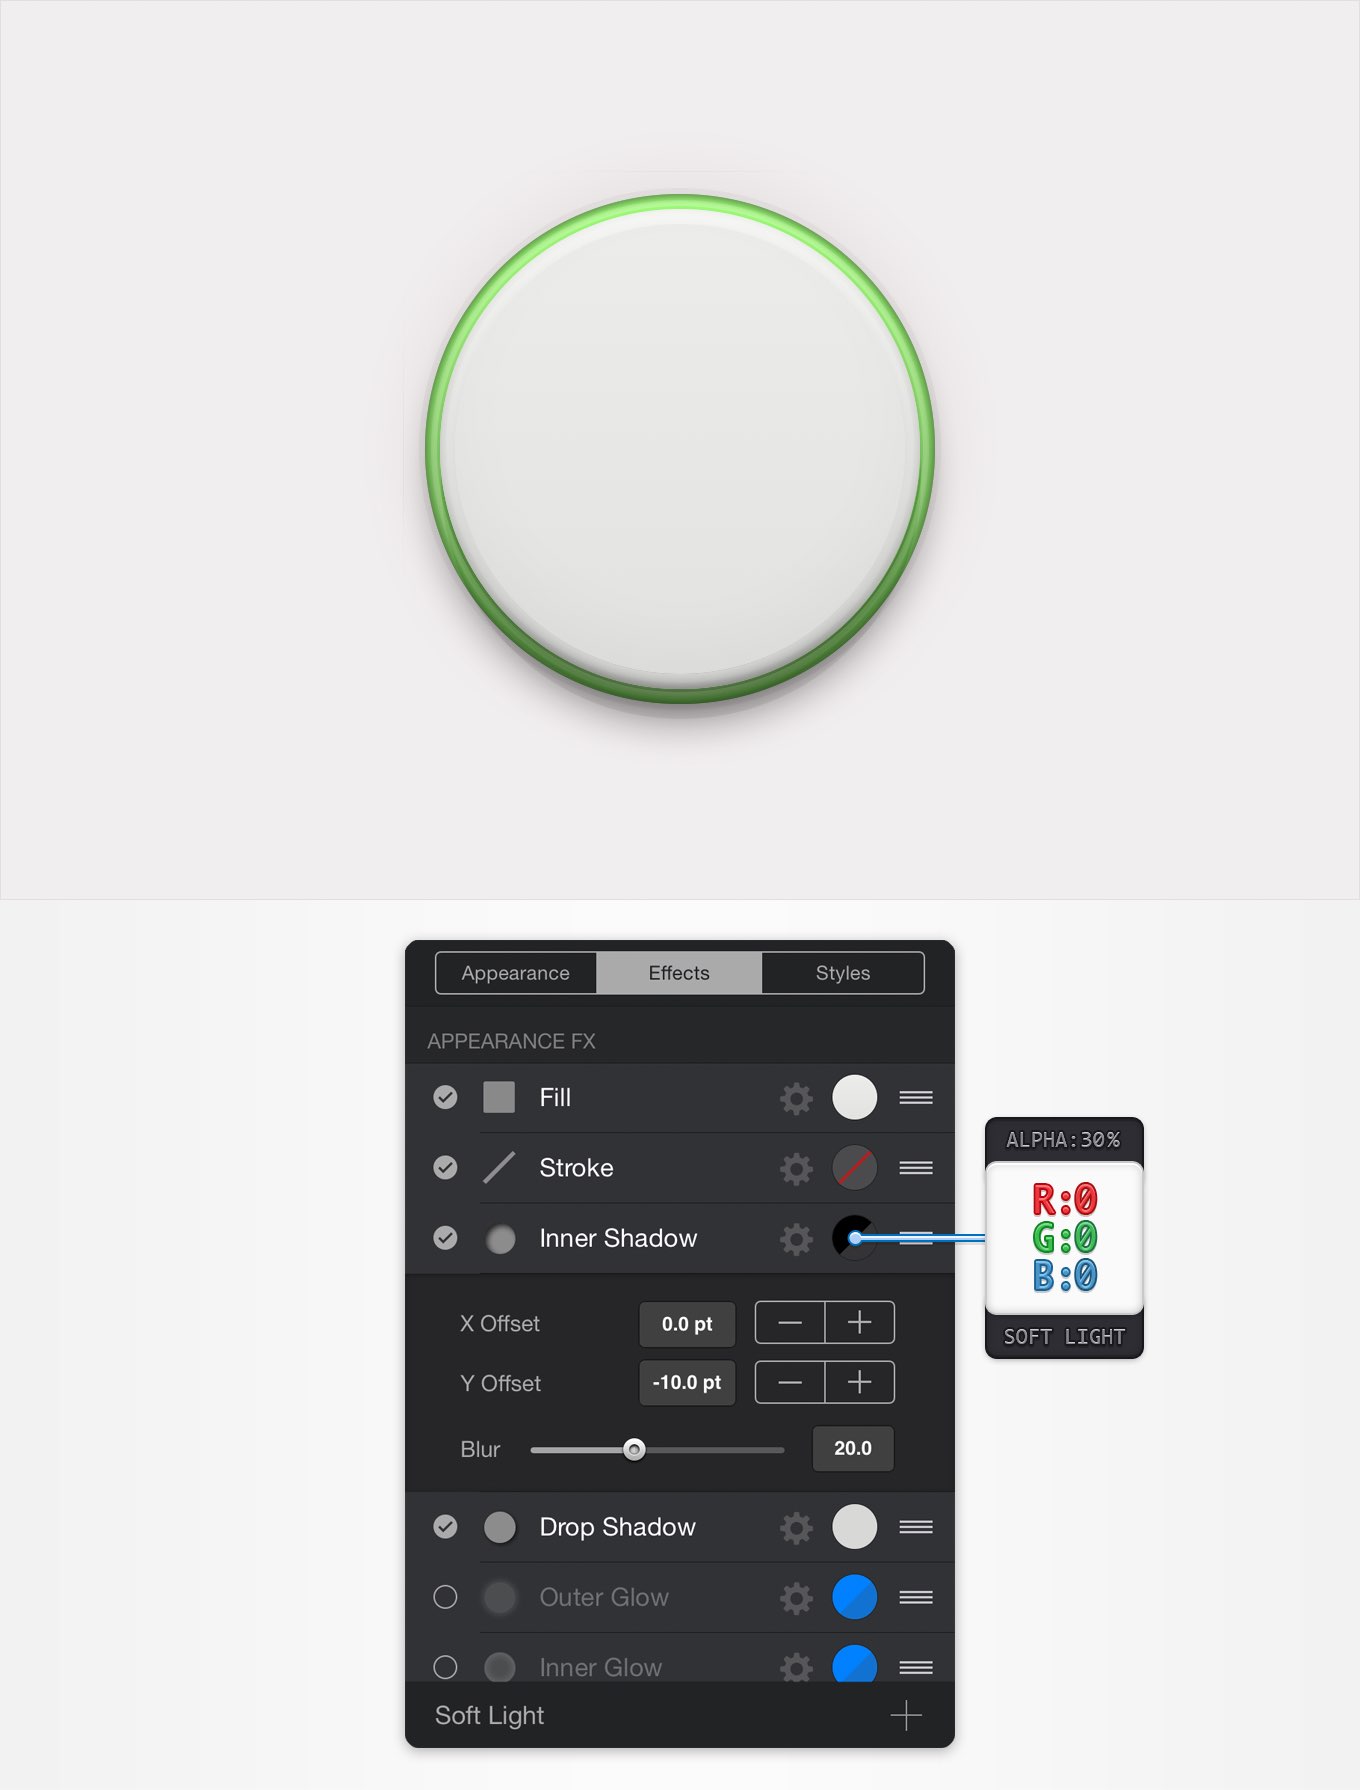 Appearance Effects Styles
APPEARANCE FX
Fill
Stroke
Inner Shadow
X Offset 0.0 pt
Y Offset -10.0 pt
Blur 20.0
Drop Shadow
Outer Glow
Inner Glow
Soft Light
ALPHA:30%
R:0
G:0
B:0
SOFT LIGHT